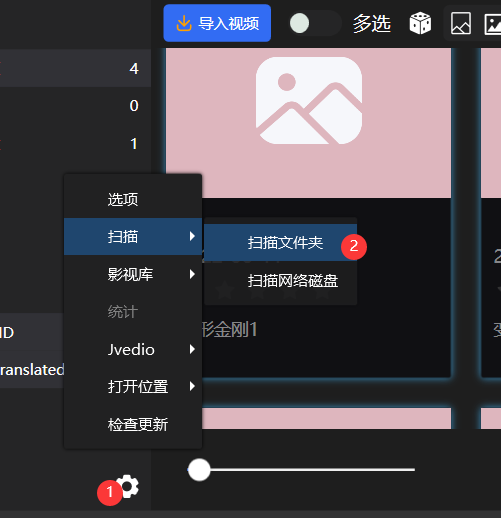 导入视频
多选
4
0
1
选项
扫描
影视库
统计
Jvedio
打开位置
检查更新
扫描文件夹
2
扫描网络磁盘
形金刚1
2
变
ID
ranslated
1